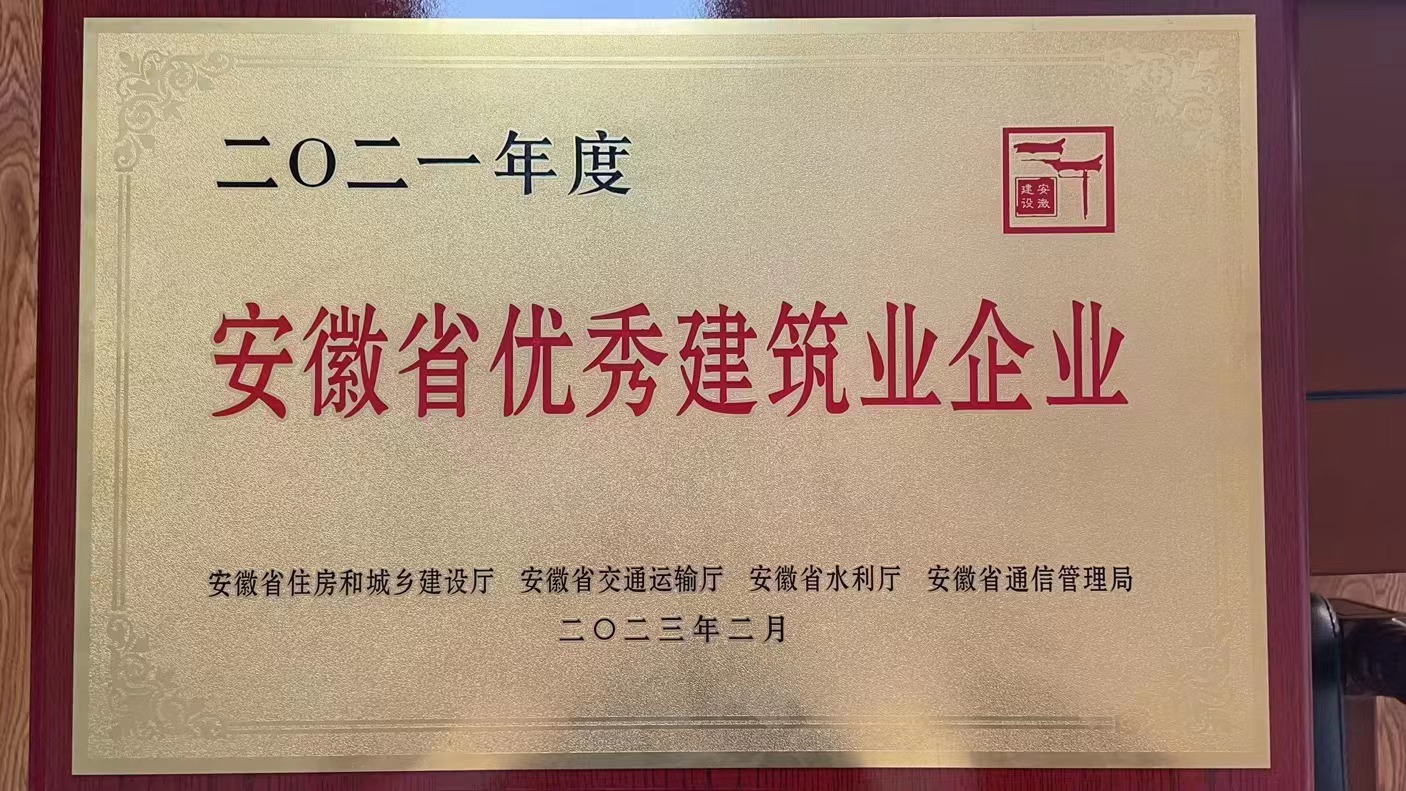 二〇二一年度
安徽
建设
安徽省优秀建筑业企业
安徽省住房和城乡建设厅 安徽省交通运输厅 安徽省水利厅 安徽省通信管理局
二〇二三年二月